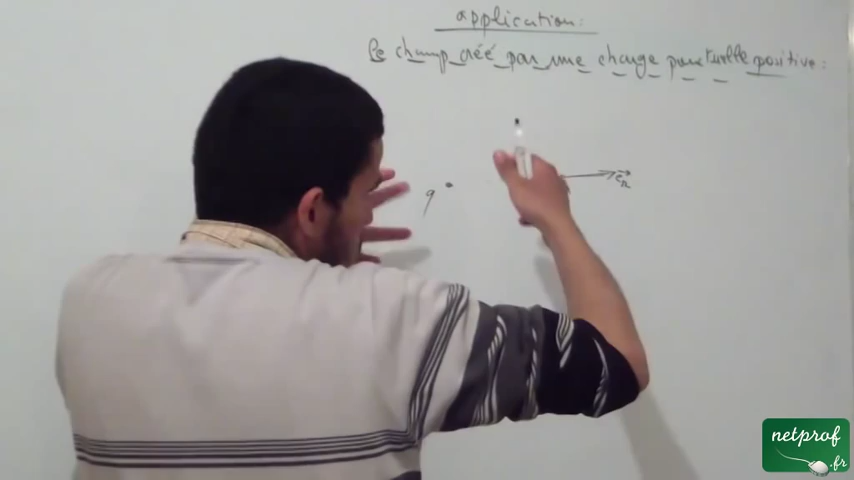 application:
le champ créé par une charge ponctuelle positive :
q
e⃗r
netprof
.fr